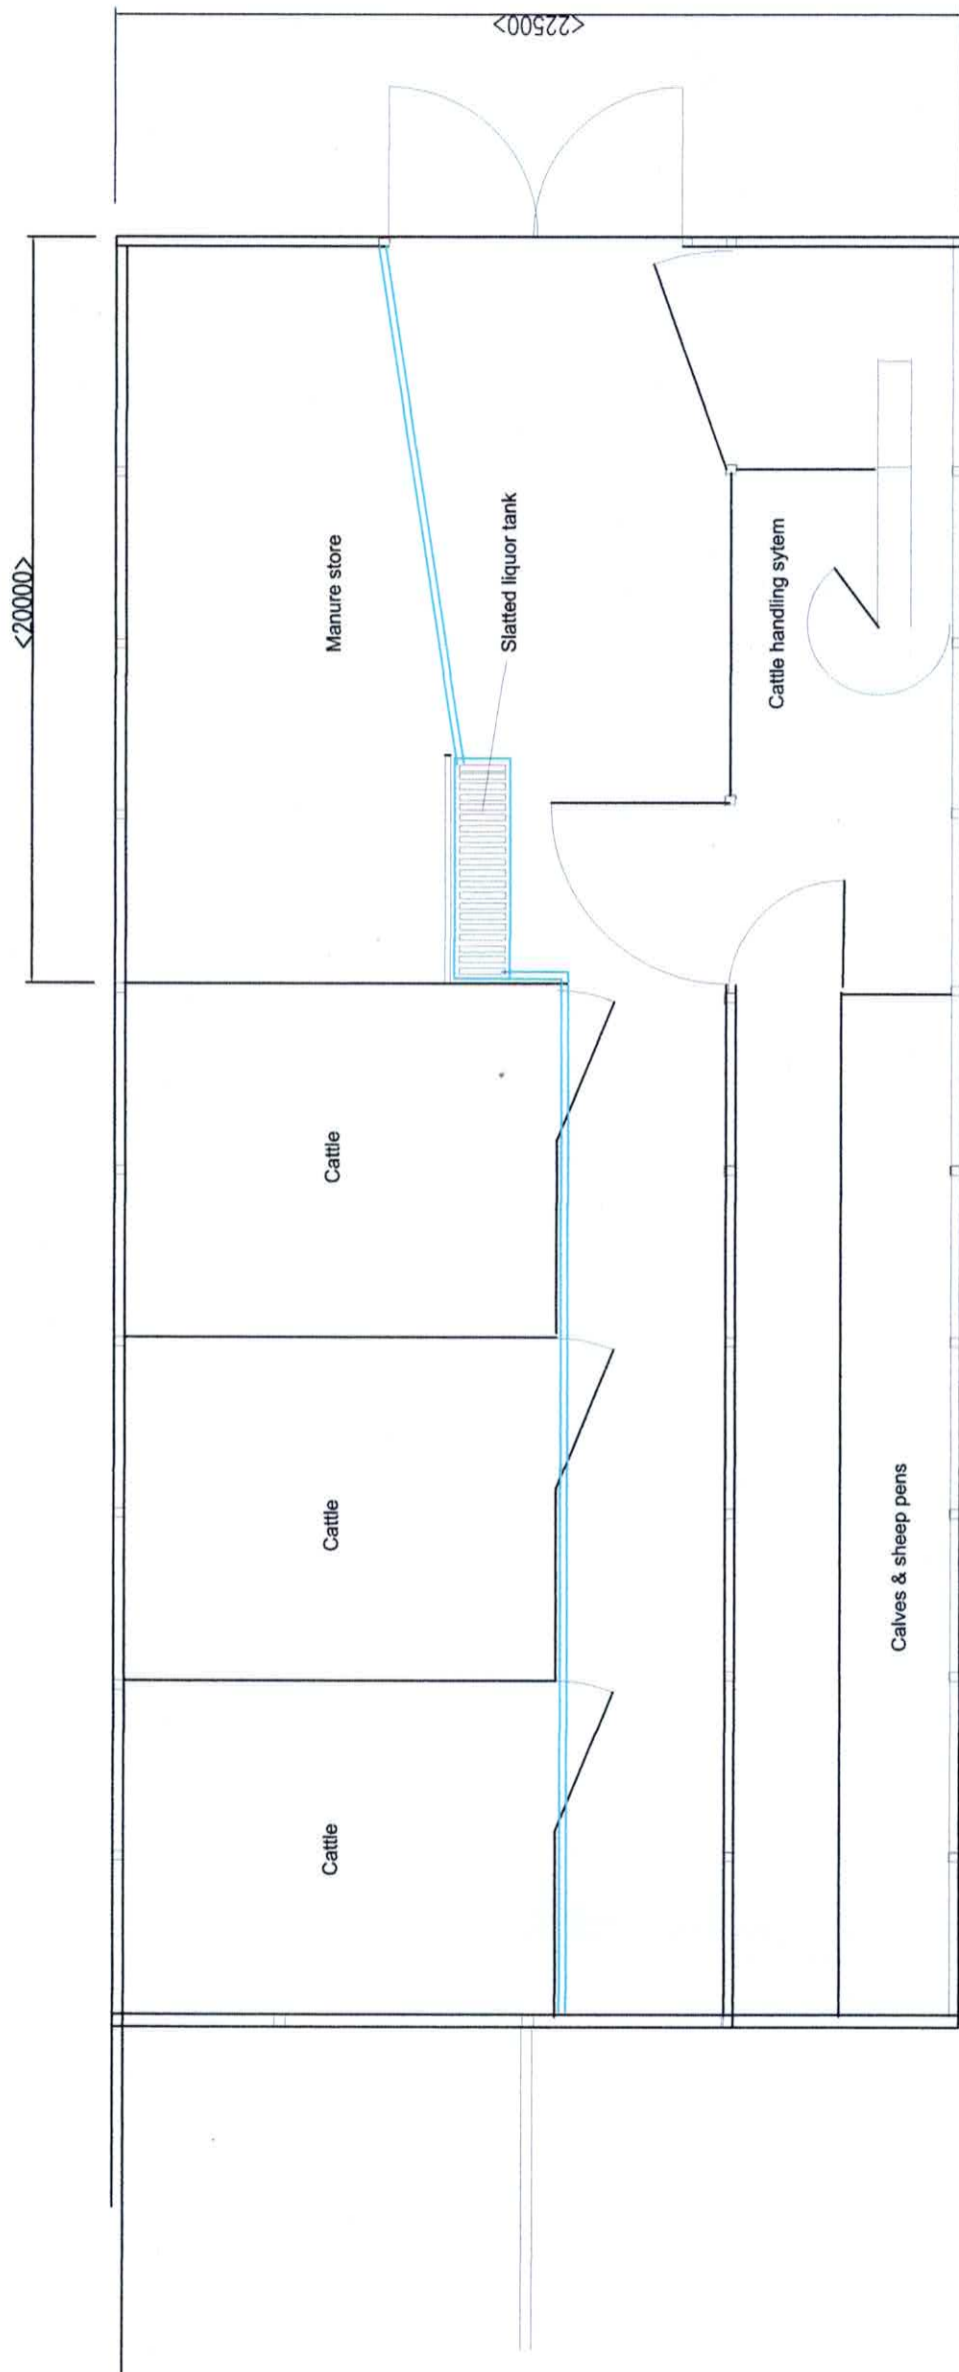 <22500>
<20000>
Manure store
Slatted liquor tank
Cattle handling sytem
Cattle
Cattle
Cattle
Calves & sheep pens